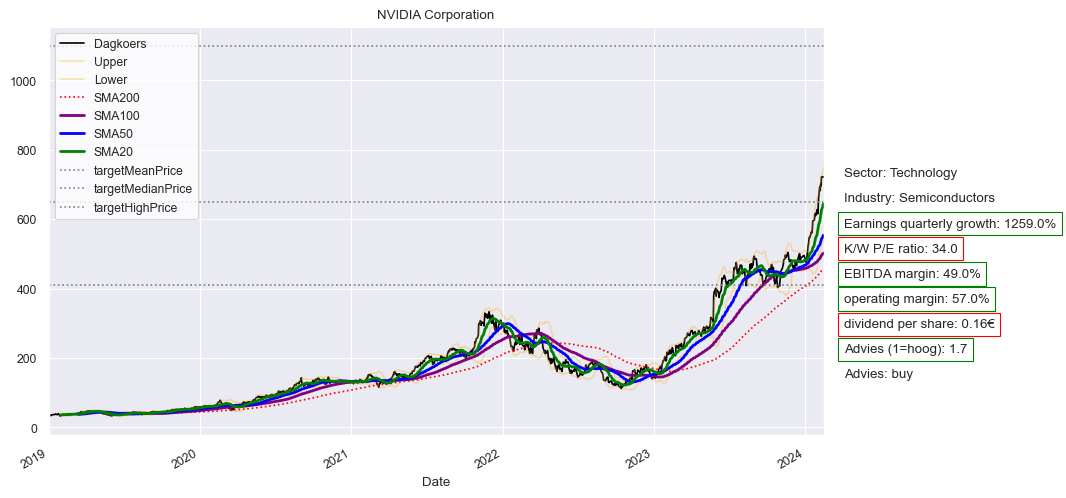 NVIDIA Corporation
Dagkoers
Upper
Lower
SMA200
SMA100
SMA50
SMA20
targetMeanPrice
targetMedianPrice
targetHighPrice
1000
800
600
400
200
0
2019
2020
2021
2022
2023
2024
Date
Sector: Technology
Industry: Semiconductors
Earnings quarterly growth: 1259.0%
K/W P/E ratio: 34.0
EBITDA margin: 49.0%
operating margin: 57.0%
dividend per share: 0.16€
Advies (1=hoog): 1.7
Advies: buy